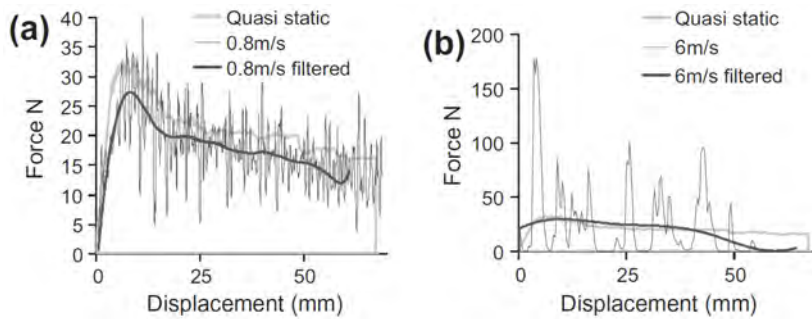 (a)
Quasi static
0.8m/s
0.8m/s filtered
Force N
40
35
30
25
20
15
10
5
0
0
25
50
Displacement (mm)
(b)
Quasi static
6m/s
6m/s filtered
Force N
200
150
100
50
0
0
25
50
Displacement (mm)